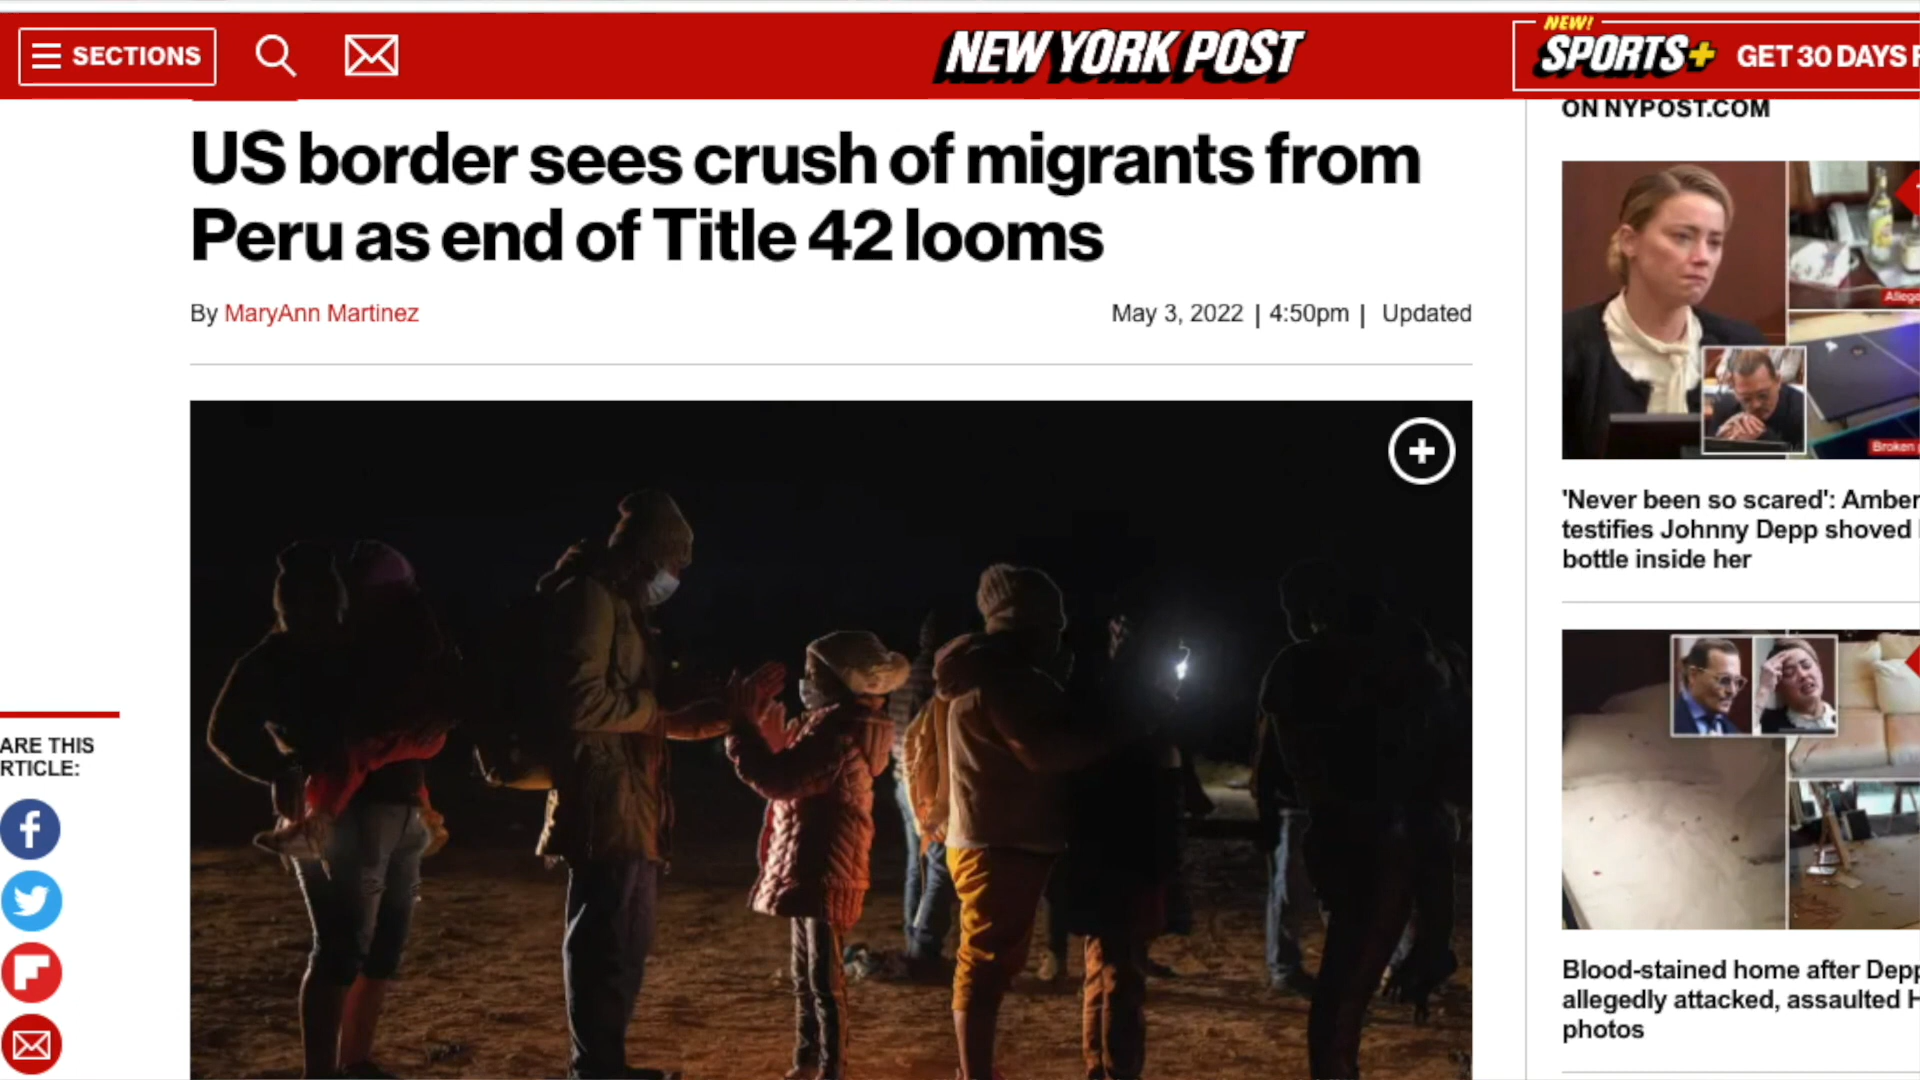 SECTIONS
NEW YORK POST
NEW!
SPORTS+ GET 30 DAYS
ON NYPOST.COM
US border sees crush of migrants from
Peru as end of Title 42 looms
By MaryAnn Martinez
May 3, 2022 | 4:50pm | Updated
Broken
'Never been so scared': Amber
testifies Johnny Depp shoved
bottle inside her
ARE THIS
RTICLE:
Blood-stained home after Depp
allegedly attacked, assaulted H
photos